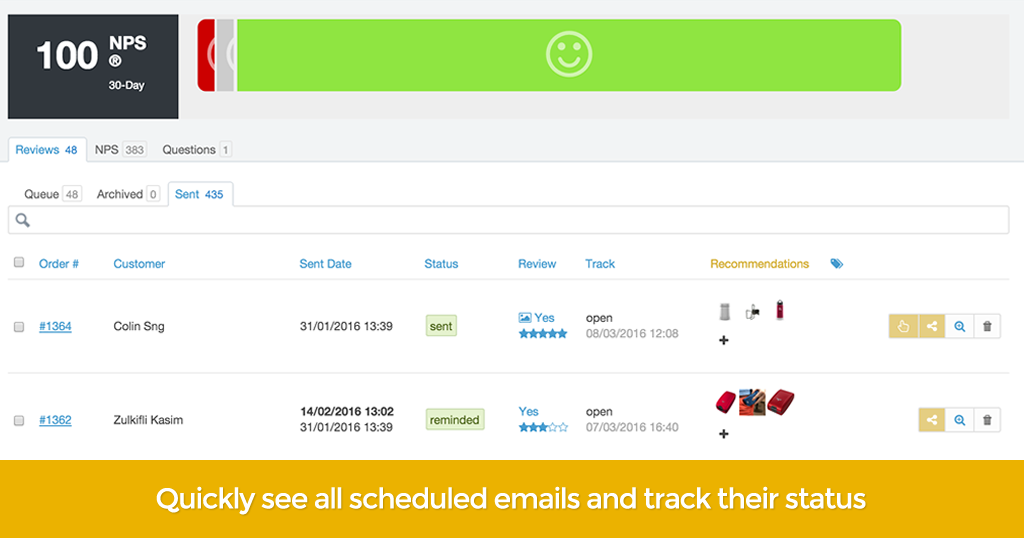 100 NPS
®
30-Day
Reviews 48 NPS 383 Questions 1
Queue 48 Archived 0 Sent 435
Order # Customer Sent Date Status Review Track Recommendations
#1364 Colin Sng 31/01/2016 13:39 sent Yes open
08/03/2016 12:08
+
#1362 Zulkifli Kasim 14/02/2016 13:02 reminded Yes open
31/01/2016 13:39 07/03/2016 16:40
+
Quickly see all scheduled emails and track their status